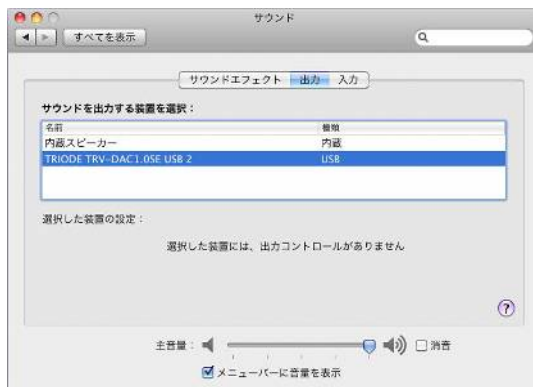 サウンド
すべてを表示
サウンドエフェクト 出力 入力
サウンドを出力する装置を選択：
名前 種類
内蔵スピーカー 内蔵
TRIODE TRV-DAC1.0SE USB 2 USB
選択した装置の設定：
選択した装置には、出力コントロールがありません
?
主音量： 消音
メニューバーに音量を表示